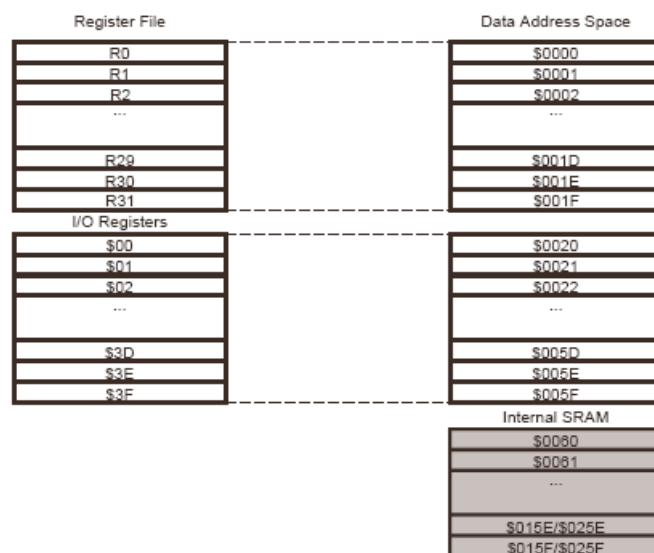 Register File
R0
R1
R2
...
R29
R30
R31
I/O Registers
$00
$01
$02
...
$3D
$3E
$3F
Data Address Space
$0000
$0001
$0002
...
$001D
$001E
$001F
$0020
$0021
$0022
...
$005D
$005E
$005F
Internal SRAM
$0060
$0061
...
$015E/$025E
$015F/$025F